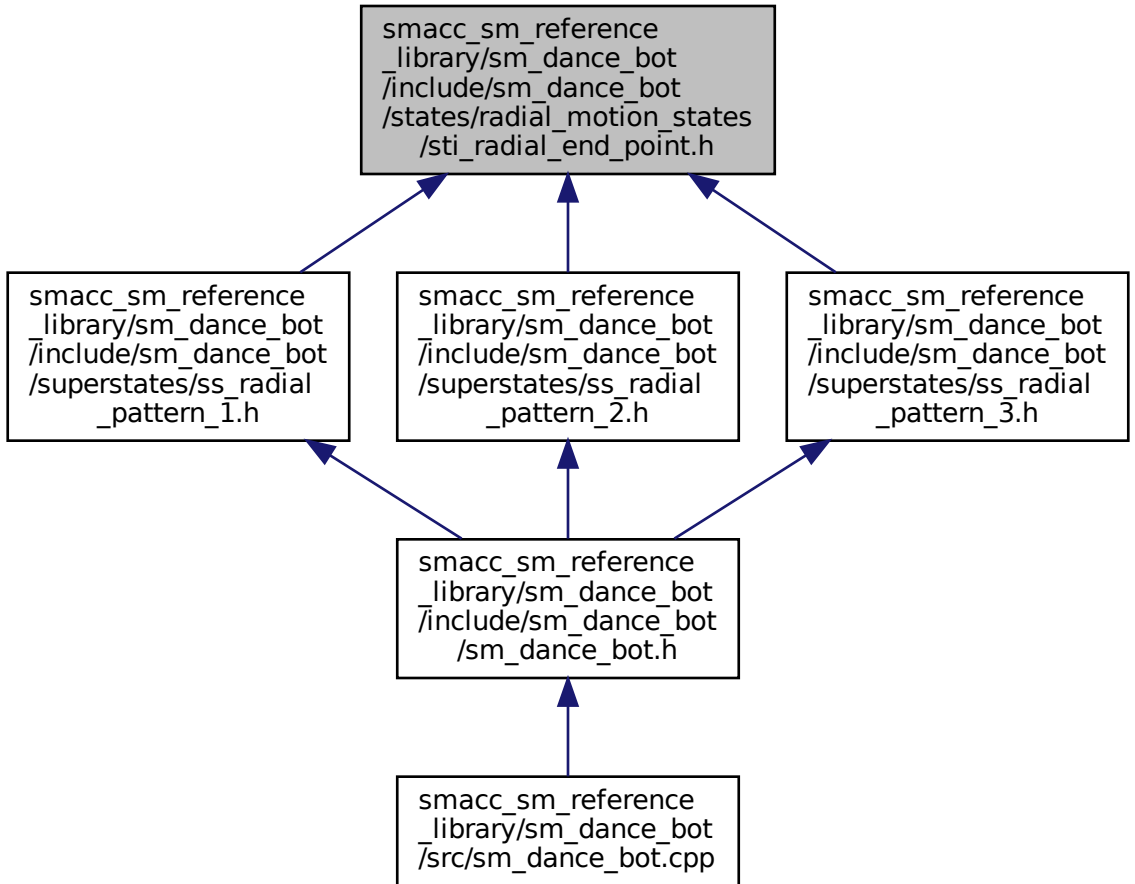 smacc_sm_reference
_library/sm_dance_bot
/include/sm_dance_bot
/states/radial_motion_states
/sti_radial_end_point.h
smacc_sm_reference
_library/sm_dance_bot
/include/sm_dance_bot
/superstates/ss_radial
_pattern_1.h
smacc_sm_reference
_library/sm_dance_bot
/include/sm_dance_bot
/superstates/ss_radial
_pattern_2.h
smacc_sm_reference
_library/sm_dance_bot
/include/sm_dance_bot
/superstates/ss_radial
_pattern_3.h
smacc_sm_reference
_library/sm_dance_bot
/include/sm_dance_bot
/sm_dance_bot.h
smacc_sm_reference
_library/sm_dance_bot
/src/sm_dance_bot.cpp